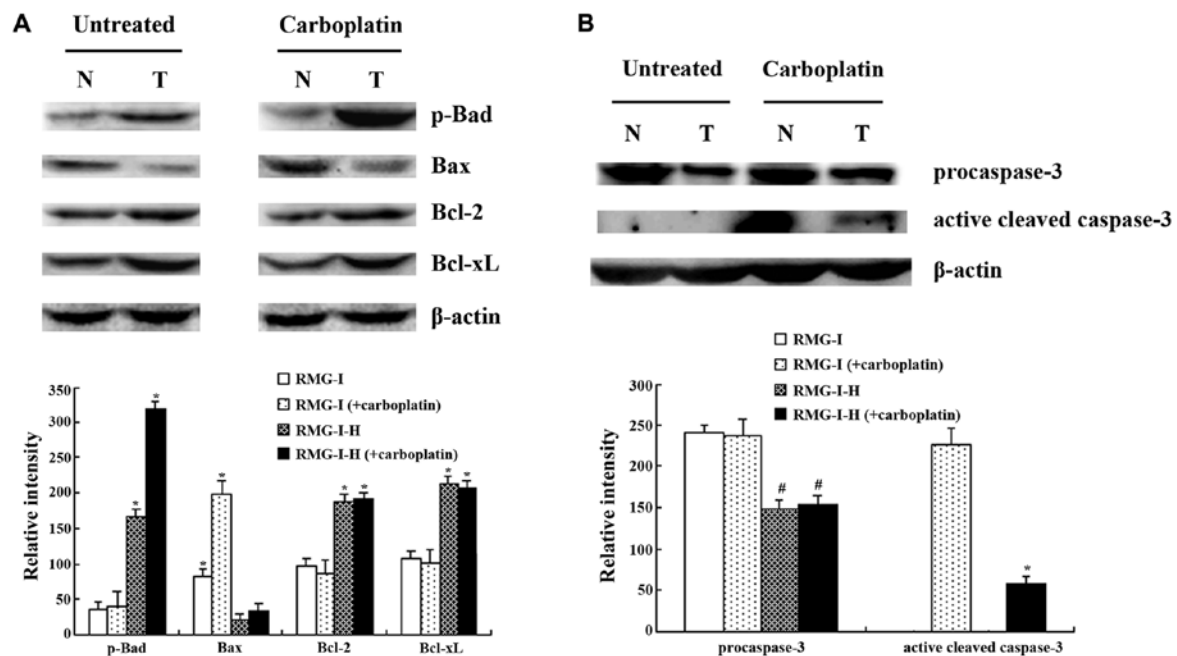 A
Untreated Carboplatin
N T N T
p-Bad
Bax
Bcl-2
Bcl-xL
β-actin
RMG-I
RMG-I (+carboplatin)
RMG-I-H
RMG-I-H (+carboplatin)
Relative intensity
350
300
250
200
150
100
50
0
* * * * * * * *
p-Bad Bax Bcl-2 Bcl-xL
B
Untreated Carboplatin
N T N T
procaspase-3
active cleaved caspase-3
β-actin
RMG-I
RMG-I (+carboplatin)
RMG-I-H
RMG-I-H (+carboplatin)
Relative intensity
300
250
200
150
100
50
0
# # *
procaspase-3 active cleaved caspase-3